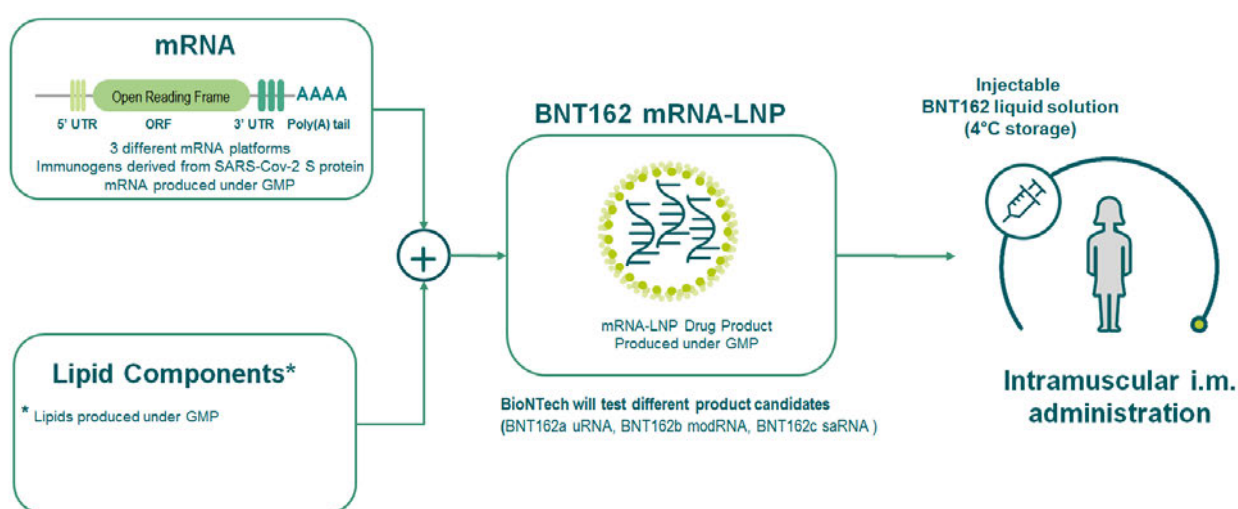 mRNA
Open Reading Frame
AAAA
5' UTR ORF 3' UTR Poly(A) tail
3 different mRNA platforms
Immunogens derived from SARS-Cov-2 S protein
mRNA produced under GMP
Lipid Components*
* Lipids produced under GMP
+
BNT162 mRNA-LNP
mRNA-LNP Drug Product
Produced under GMP
BioNTech will test different product candidates
(BNT162a uRNA, BNT162b modRNA, BNT162c saRNA )
Injectable
BNT162 liquid solution
(4°C storage)
Intramuscular i.m.
administration